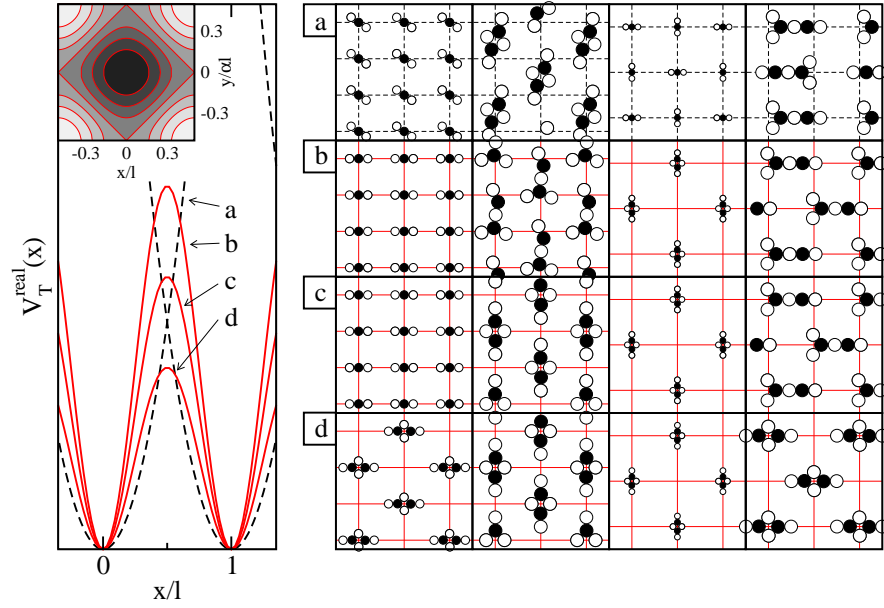 0.3
0
-0.3
y/αl
-0.3 0 0.3
x/l
a
b
c
d
V_T^real(x)
0 1
x/l
a
b
c
d